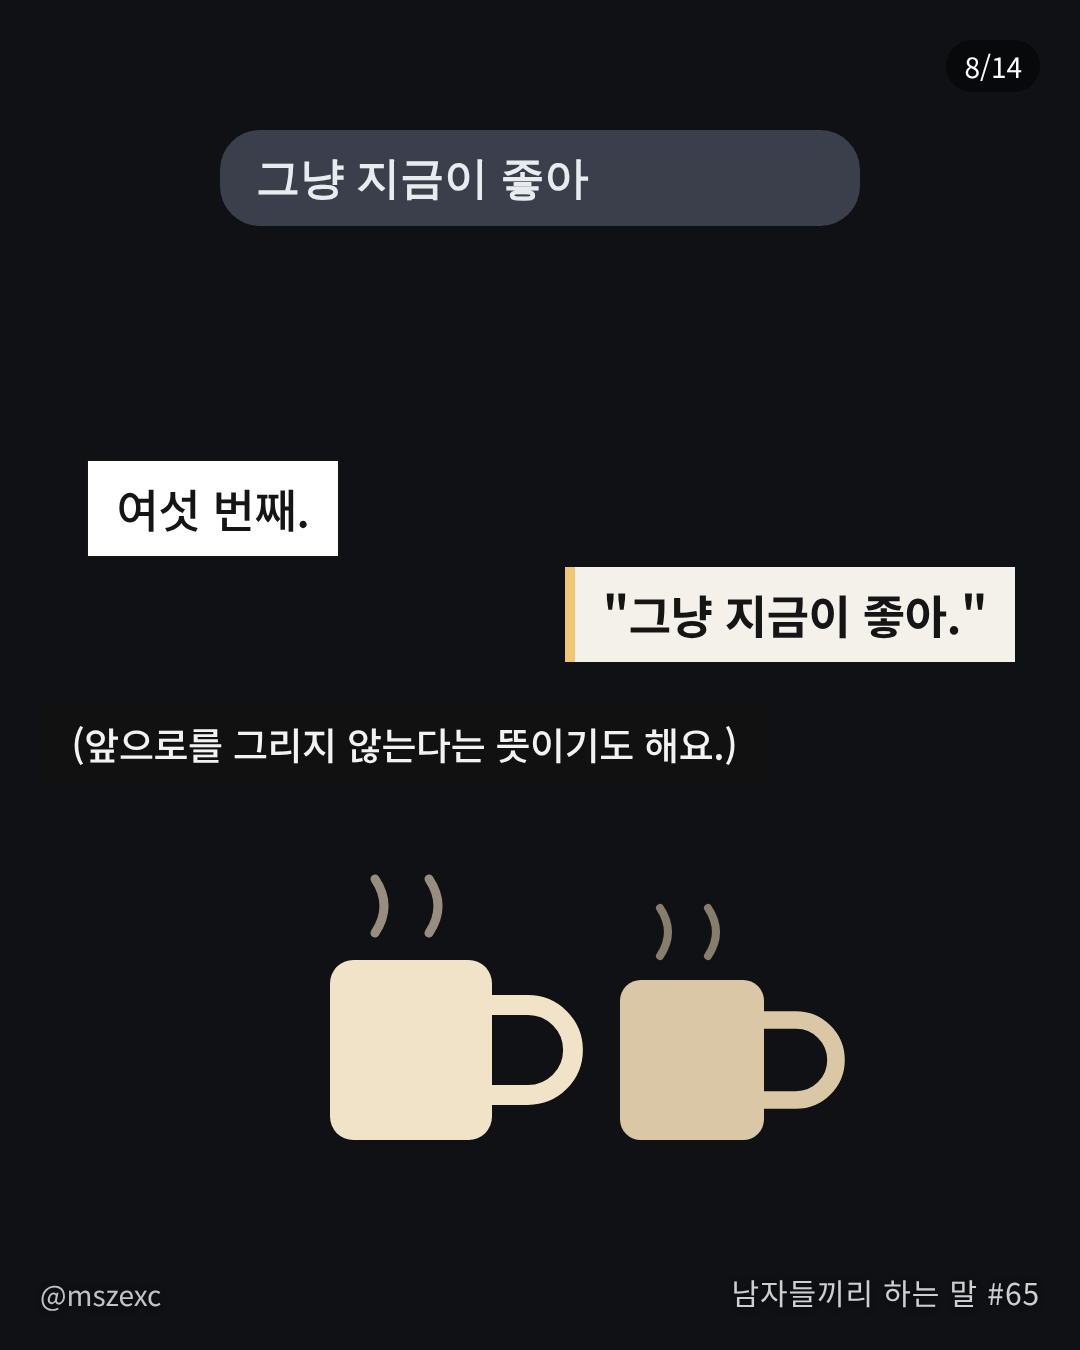 8/14
그냥 지금이 좋아
여섯 번째.
"그냥 지금이 좋아."
(앞으로를 그리지 않는다는 뜻이기도 해요.)
@mszexc
남자들끼리 하는 말 #65